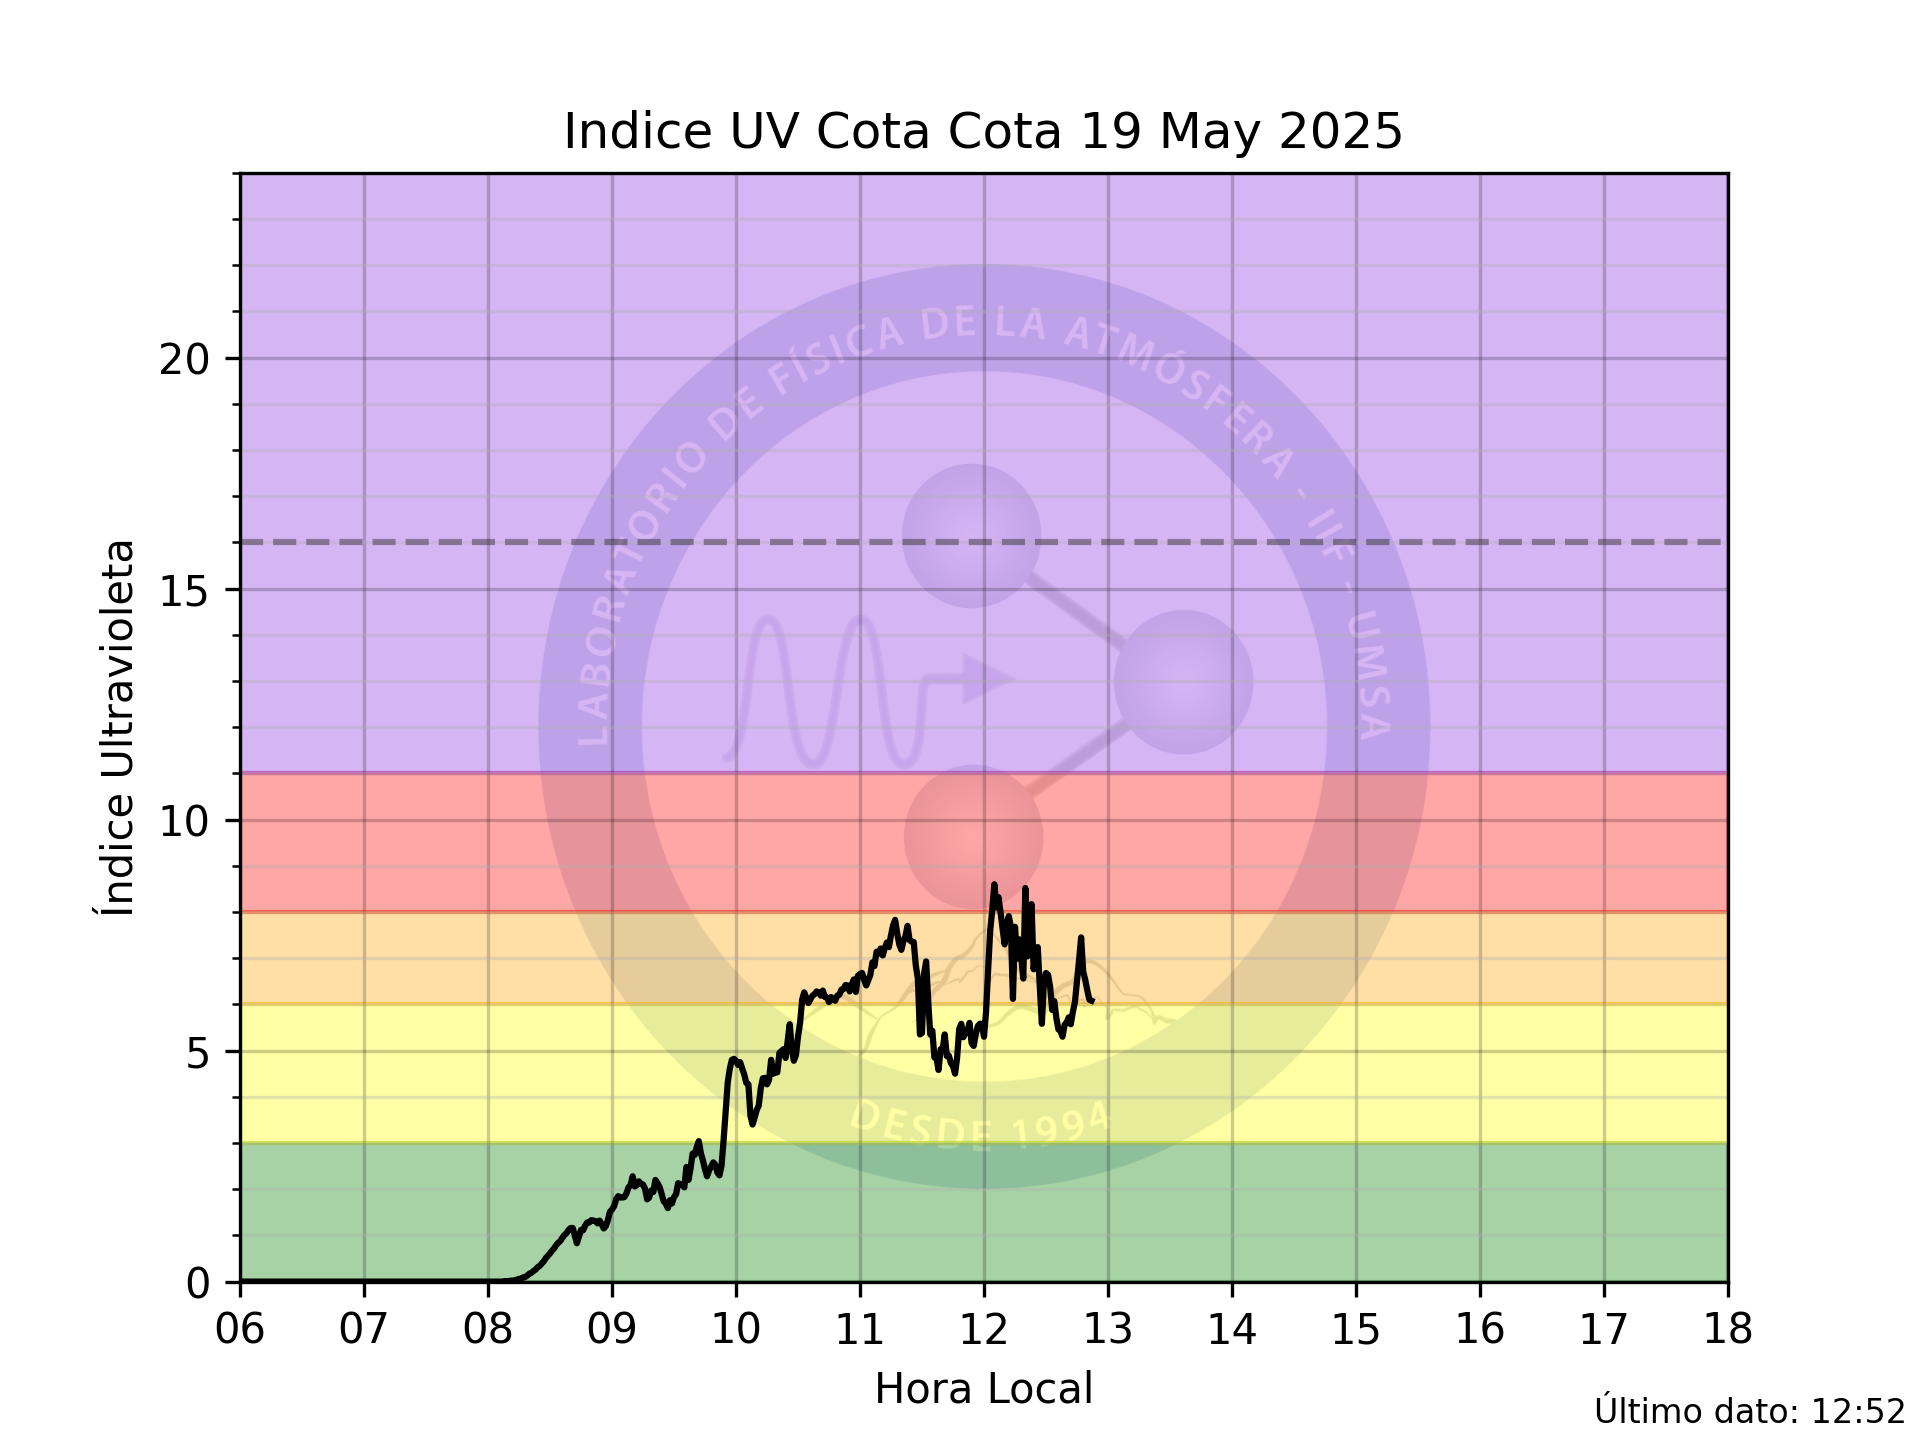 Indice UV Cota Cota 19 May 2025
LABORATORIO DE FÍSICA DE LA ATMÓSFERA - IIF - UMSA
DESDE 1994
Índice Ultravioleta
20
15
10
5
0
06 07 08 09 10 11 12 13 14 15 16 17 18
Hora Local
Último dato: 12:52